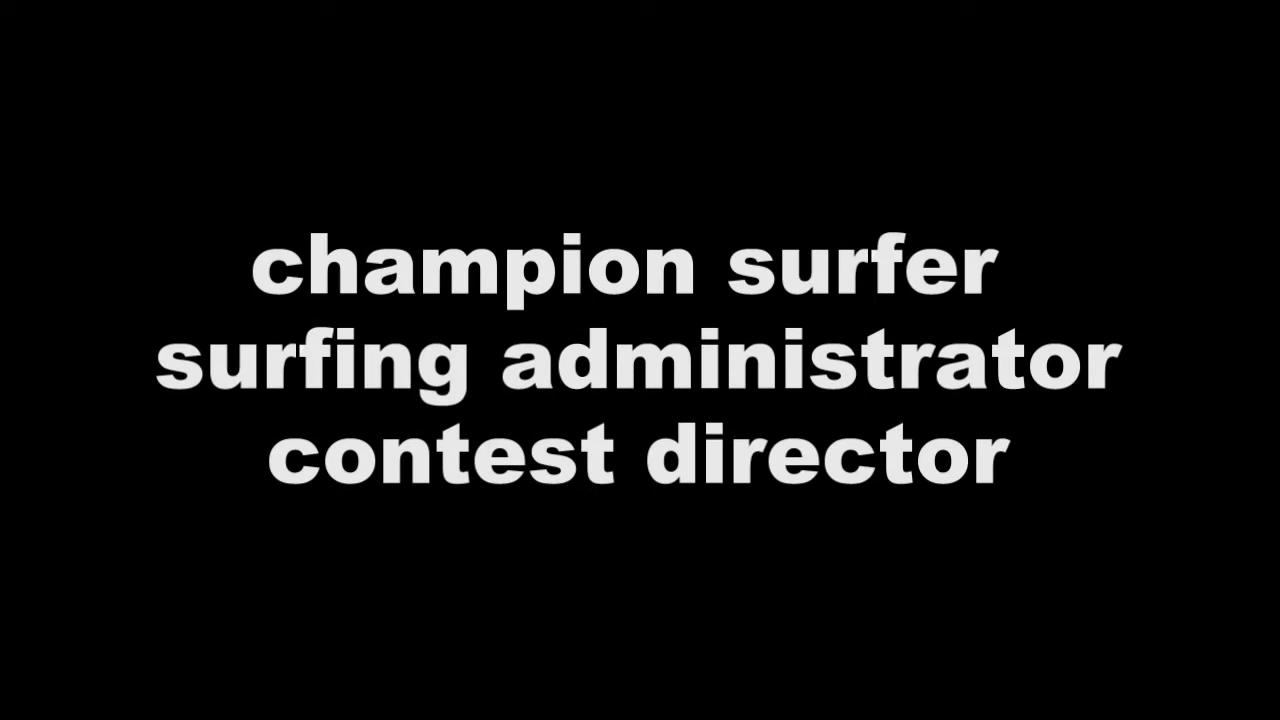 champion surfer
surfing administrator
contest director